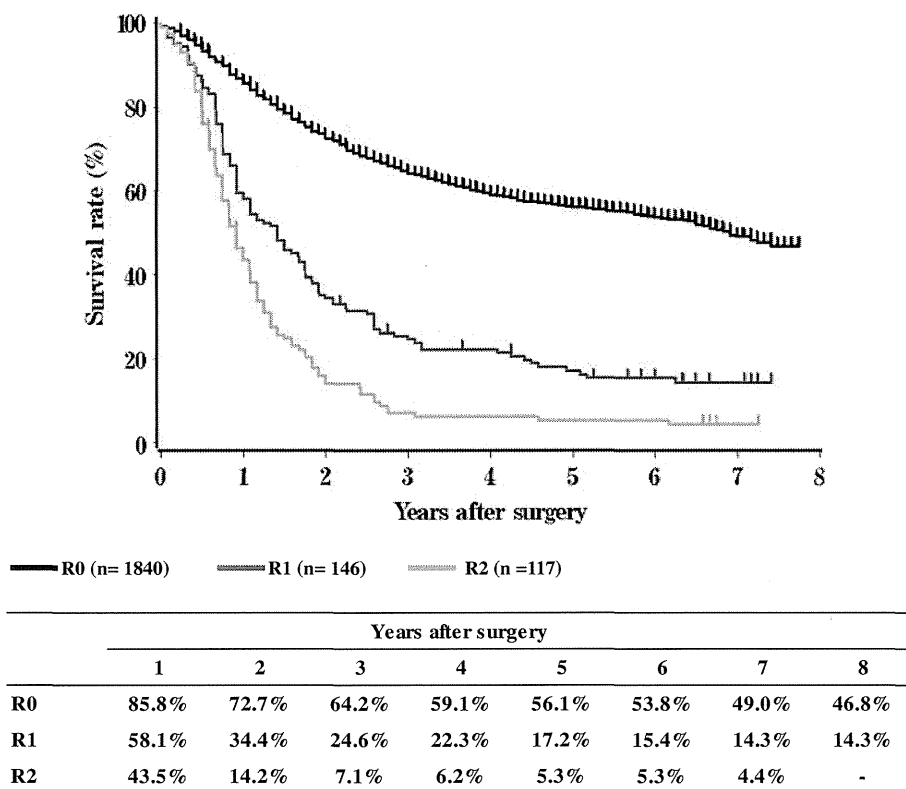 100
80
60
40
20
0
Survival rate (%)
0 1 2 3 4 5 6 7 8
Years after surgery
R0 (n= 1840) R1 (n= 146) R2 (n =117)
Years after surgery
1 2 3 4 5 6 7 8
R0 85.8% 72.7% 64.2% 59.1% 56.1% 53.8% 49.0% 46.8%
R1 58.1% 34.4% 24.6% 22.3% 17.2% 15.4% 14.3% 14.3%
R2 43.5% 14.2% 7.1% 6.2% 5.3% 5.3% 4.4% -